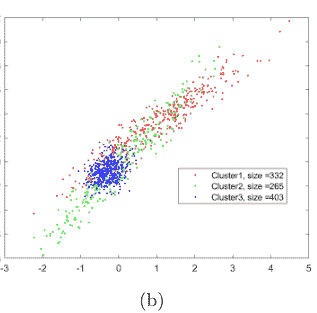 Cluster1, size =332
Cluster2, size =265
Cluster3, size =403
-3 -2 -1 0 1 2 3 4 5
(b)